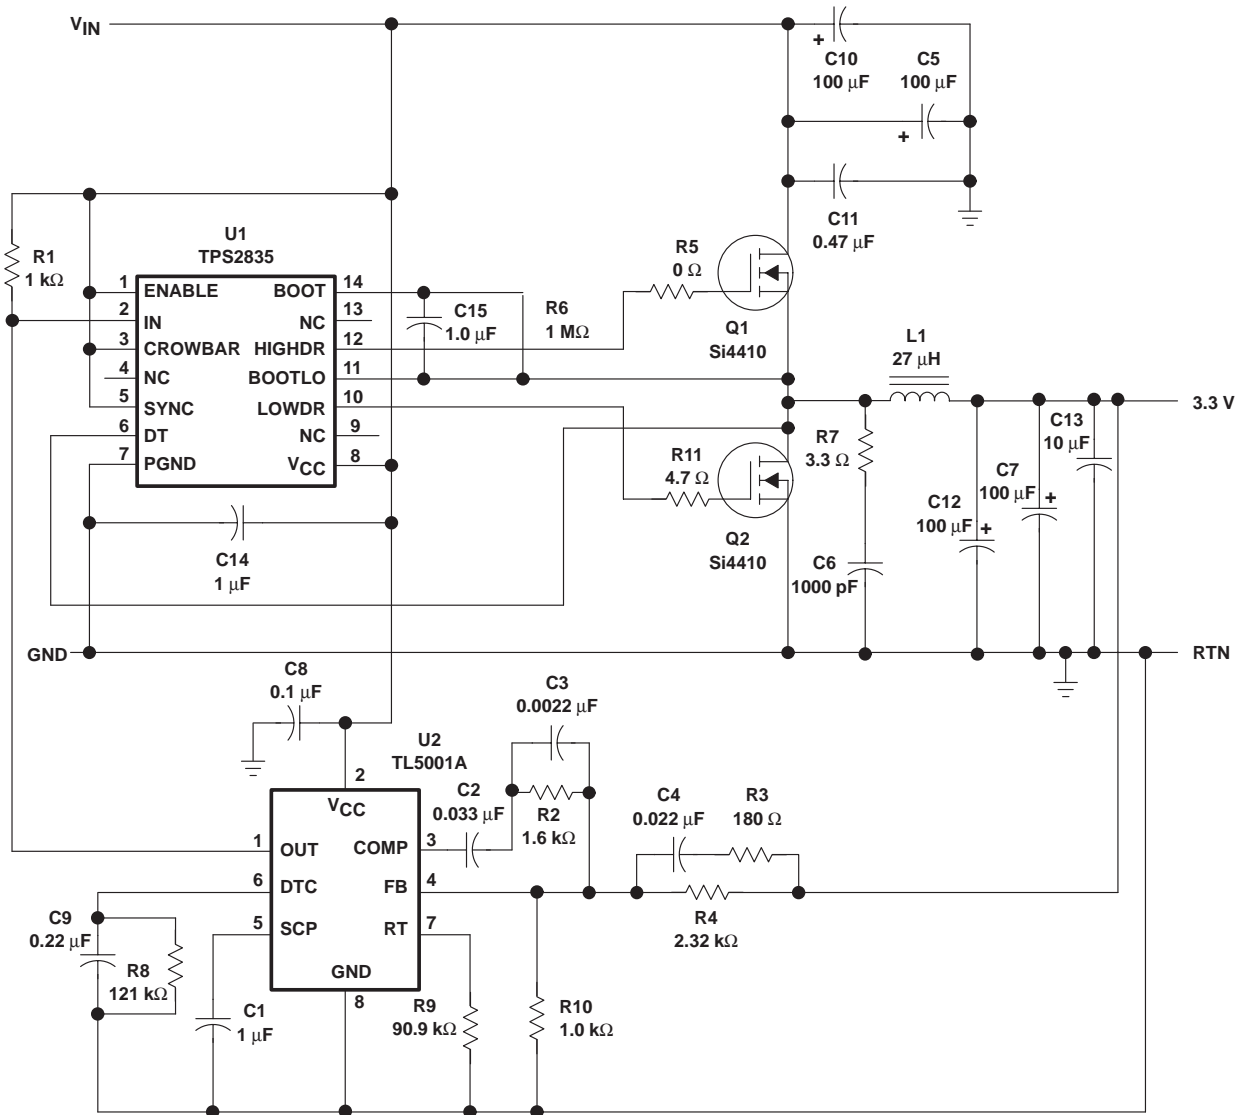 VIN
+
C10
100 μF
C5
100 μF
+
C11
0.47 μF
U1
TPS2835
R1
1 kΩ
1 ENABLE BOOT 14
2 IN NC 13
3 CROWBAR HIGHDR 12
4 NC BOOTLO 11
5 SYNC LOWDR 10
6 DT NC 9
7 PGND VCC 8
C15
1.0 μF
R6
1 MΩ
R5
0 Ω
Q1
Si4410
L1
27 μH
3.3 V
R7
3.3 Ω
C13
10 μF
C7
100 μF
+
C12
100 μF
+
R11
4.7 Ω
Q2
Si4410
C6
1000 pF
C14
1 μF
GND
RTN
C8
0.1 μF
C3
0.0022 μF
U2
TL5001A
2
VCC
C2
0.033 μF
R2
1.6 kΩ
C4
0.022 μF
R3
180 Ω
1 OUT COMP 3
6 DTC FB 4
5 SCP RT 7
GND
8
R4
2.32 kΩ
C9
0.22 μF
R8
121 kΩ
C1
1 μF
R9
90.9 kΩ
R10
1.0 kΩ